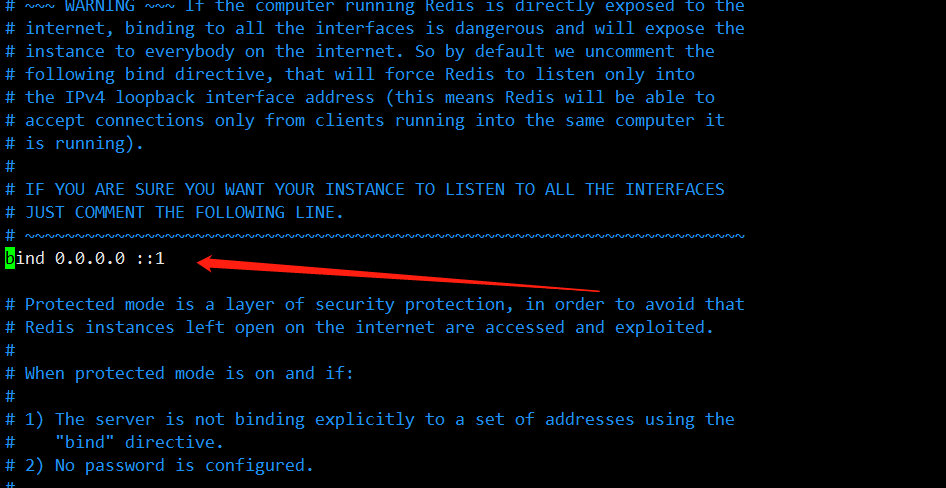 # ~~~ WARNING ~~~ If the computer running Redis is directly exposed to the
# internet, binding to all the interfaces is dangerous and will expose the
# instance to everybody on the internet. So by default we uncomment the
# following bind directive, that will force Redis to listen only into
# the IPv4 loopback interface address (this means Redis will be able to
# accept connections only from clients running into the same computer it
# is running).
#
# IF YOU ARE SURE YOU WANT YOUR INSTANCE TO LISTEN TO ALL THE INTERFACES
# JUST COMMENT THE FOLLOWING LINE.
# ~~~~~~~~~~~~~~~~~~~~~~~~~~~~~~~~~~~~~~~~~~~~~~~~~~~~~~~~~~~~~~~~~~~~~~~~
bind 0.0.0.0 ::1
# Protected mode is a layer of security protection, in order to avoid that
# Redis instances left open on the internet are accessed and exploited.
#
# When protected mode is on and if:
#
# 1) The server is not binding explicitly to a set of addresses using the
#    "bind" directive.
# 2) No password is configured.
#